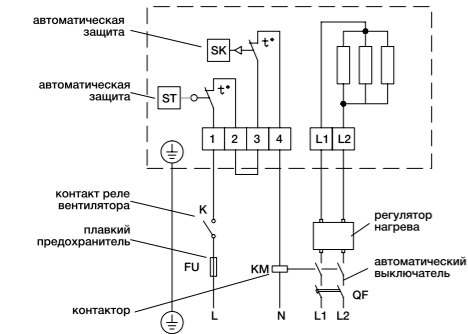 автоматическая
защита
SK
t°
автоматическая
защита
ST
t°
1 2 3 4 L1 L2
контакт реле
вентилятора
K
плавкий
предохранитель
FU
KM
контактор
регулятор
нагрева
автоматический
выключатель
QF
L N L1 L2